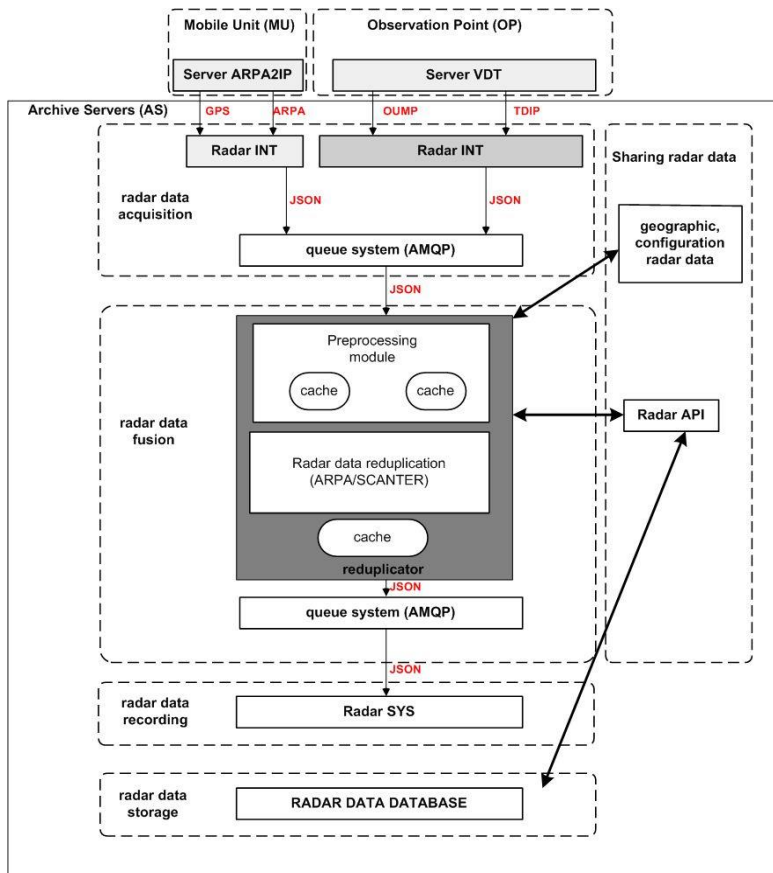 Mobile Unit (MU)
Observation Point (OP)
Server ARPA2IP
Server VDT
Archive Servers (AS)
GPS
ARPA
OUMP
TDIP
Radar INT
Radar INT
Sharing radar data
radar data
acquisition
JSON
JSON
geographic,
configuration
radar data
queue system (AMQP)
JSON
Preprocessing
module
cache
cache
radar data
fusion
Radar API
Radar data reduplication
(ARPA/SCANTER)
cache
reduplicator
JSON
queue system (AMQP)
JSON
radar data
recording
Radar SYS
radar data
storage
RADAR DATA DATABASE